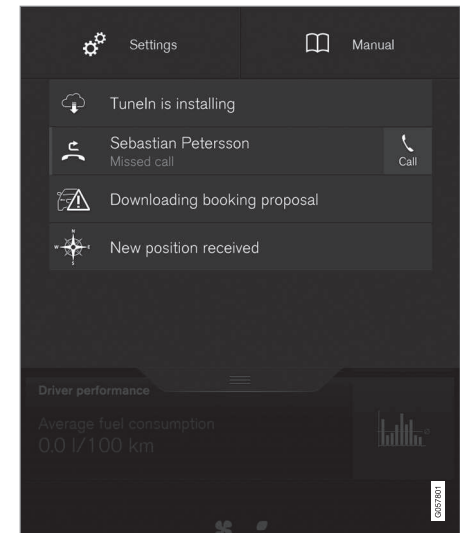 Settings
Manual
TuneIn is installing
Sebastian Petersson
Missed call
Call
Downloading booking proposal
N
W E
S
New position received
Driver performance
Average fuel consumption
0.0 l/100 km
G057801